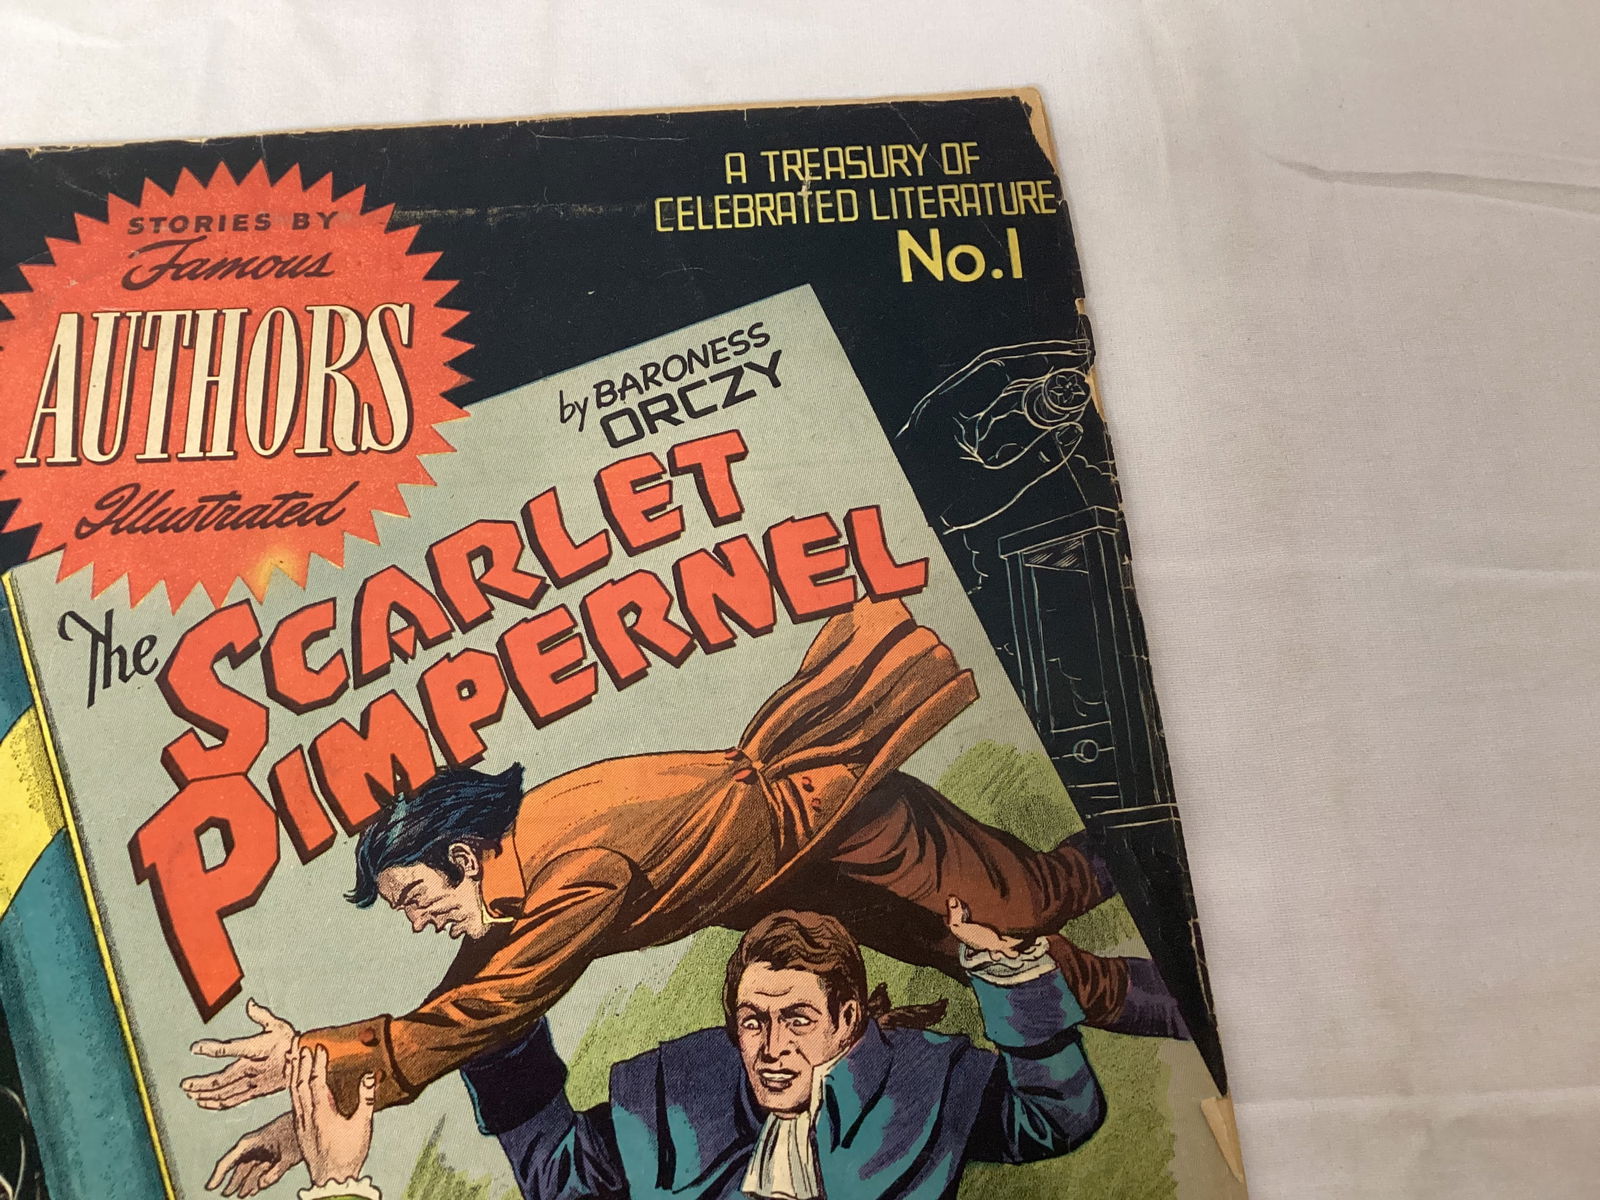 A TREASURY OF
CELEBRATED LITERATURE
No.1
STORIES BY
Famous
AUTHORS
Illustrated
by BARONESS
ORCZY
The SCARLET
PIMPERNEL